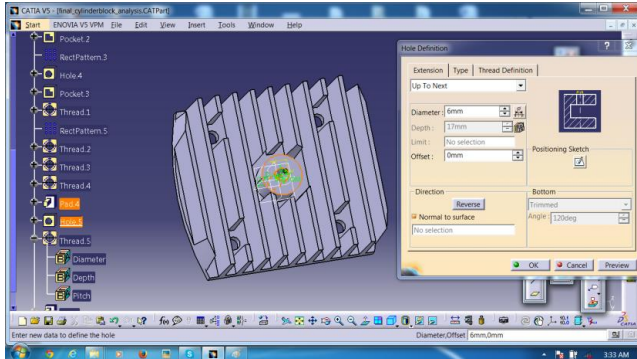 CATIA V5 - [final_cylinderblock_analysis.CATPart]
Start ENOVIA V5 VPM File Edit View Insert Tools Window Help
Pocket.2
RectPattern.3
Hole.4
Pocket.3
Thread.1
RectPattern.5
Thread.2
Thread.3
Thread.4
Pad.4
Hole.5
Thread.5
Diameter
Depth
Pitch
Hole Definition
Extension Type Thread Definition
Up To Next
Diameter : 6mm
Depth : 17mm
Limit : No selection
Offset : 0mm
Positioning Sketch
Direction
Reverse
Normal to surface
No selection
Bottom
Trimmed
Angle : 120deg
OK Cancel Preview
Enter new data to define the hole
Diameter,Offset 6mm,0mm
3:33 AM